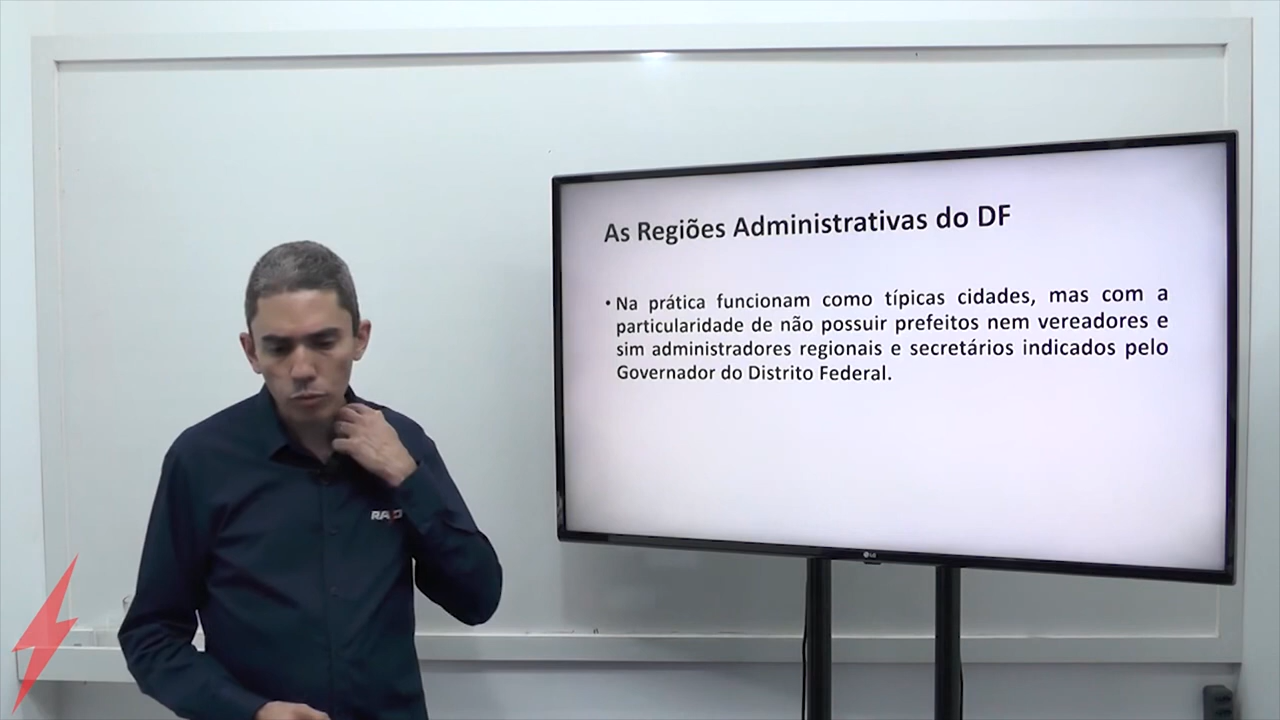 As Regiões Administrativas do DF
• Na prática funcionam como típicas cidades, mas com a
particularidade de não possuir prefeitos nem vereadores e
sim administradores regionais e secretários indicados pelo
Governador do Distrito Federal.
LG